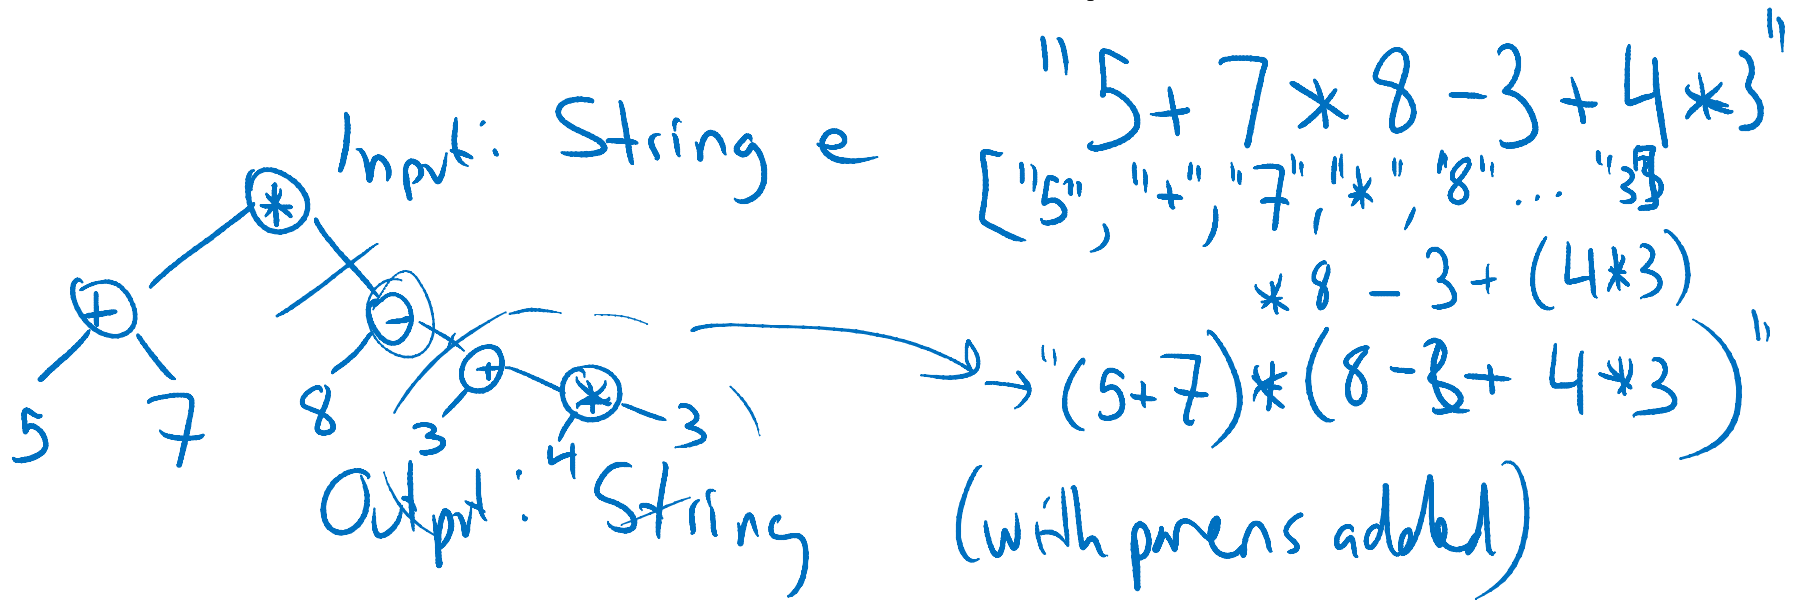 "5+7*8-3+4*3"
Input: String e
["5", "+", "7", "*", "8" ... "3"]
*
*8-3+(4*3)
+
-
→"(5+7)*(8-3+4*3)"
+
*
5 7 8 3 4 3
Output: String (with parens added)